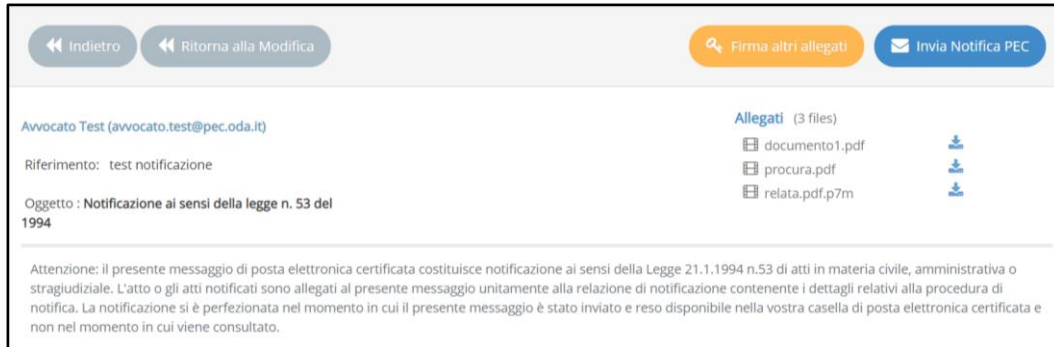 Indietro
Ritorna alla Modifica
Firma altri allegati
Invia Notifica PEC
Avvocato Test (avvocato.test@pec.oda.it)
Riferimento: test notificazione
Oggetto : Notificazione ai sensi della legge n. 53 del
1994
Allegati (3 files)
documento1.pdf
procura.pdf
relata.pdf.p7m
Attenzione: il presente messaggio di posta elettronica certificata costituisce notificazione ai sensi della Legge 21.1.1994 n.53 di atti in materia civile, amministrativa o
stragiudiziale. L'atto o gli atti notificati sono allegati al presente messaggio unitamente alla relazione di notificazione contenente i dettagli relativi alla procedura di
notifica. La notificazione si è perfezionata nel momento in cui il presente messaggio è stato inviato e reso disponibile nella vostra casella di posta elettronica certificata e
non nel momento in cui viene consultato.